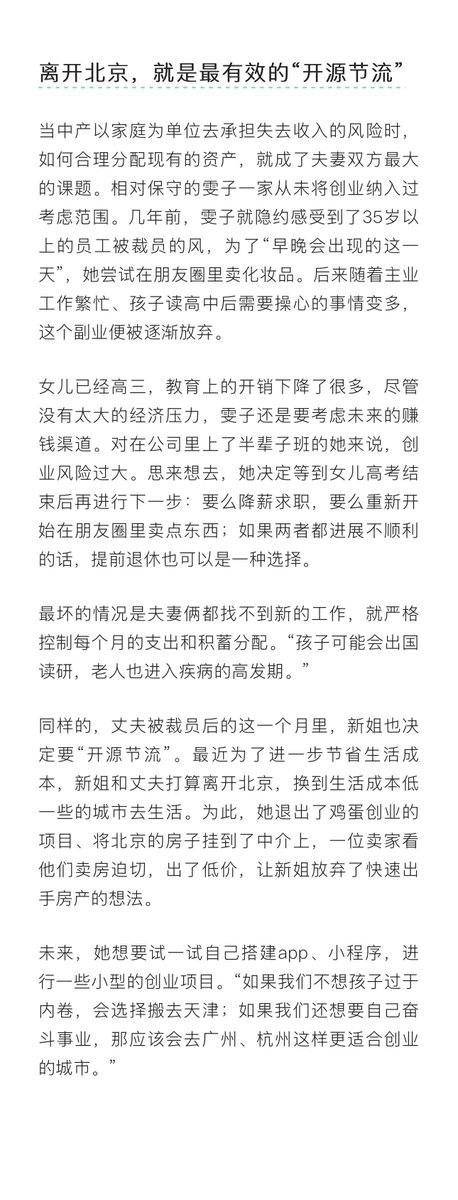 离开北京，就是最有效的“开源节流”
当中产以家庭为单位去承担失去收入的风险时，
如何合理分配现有的资产，就成了夫妻双方最大
的课题。相对保守的雯子一家从未将创业纳入过
考虑范围。几年前，雯子就隐约感受到了35岁以
上的员工被裁员的风，为了“早晚会出现的这一
天”，她尝试在朋友圈里卖化妆品。后来随着主业
工作繁忙、孩子读高中后需要操心的事情变多，
这个副业便被逐渐放弃。
女儿已经高三，教育上的开销下降了很多，尽管
没有太大的经济压力，雯子还是要考虑未来的赚
钱渠道。对在公司里上了半辈子班的她来说，创
业风险过大。思来想去，她决定等到女儿高考结
束后再进行下一步：要么降薪求职，要么重新开
始在朋友圈里卖点东西；如果两者都进展不顺利
的话，提前退休也可以是一种选择。
最坏的情况是夫妻俩都找不到新的工作，就严格
控制每个月的支出和积蓄分配。“孩子可能会出国
读研，老人也进入疾病的高发期。”
同样的，丈夫被裁员后的这一个月里，新姐也决
定要“开源节流”。最近为了进一步节省生活成
本，新姐和丈夫打算离开北京，换到生活成本低
一些的城市去生活。为此，她退出了鸡蛋创业的
项目、将北京的房子挂到了中介上，一位卖家看
他们卖房迫切，出了低价，让新姐放弃了快速出
手房产的想法。
未来，她想要试一试自己搭建app、小程序，进
行一些小型的创业项目。“如果我们不想孩子过于
内卷，会选择搬去天津；如果我们还想要自己奋
斗事业，那应该会去广州、杭州这样更适合创业
的城市。”